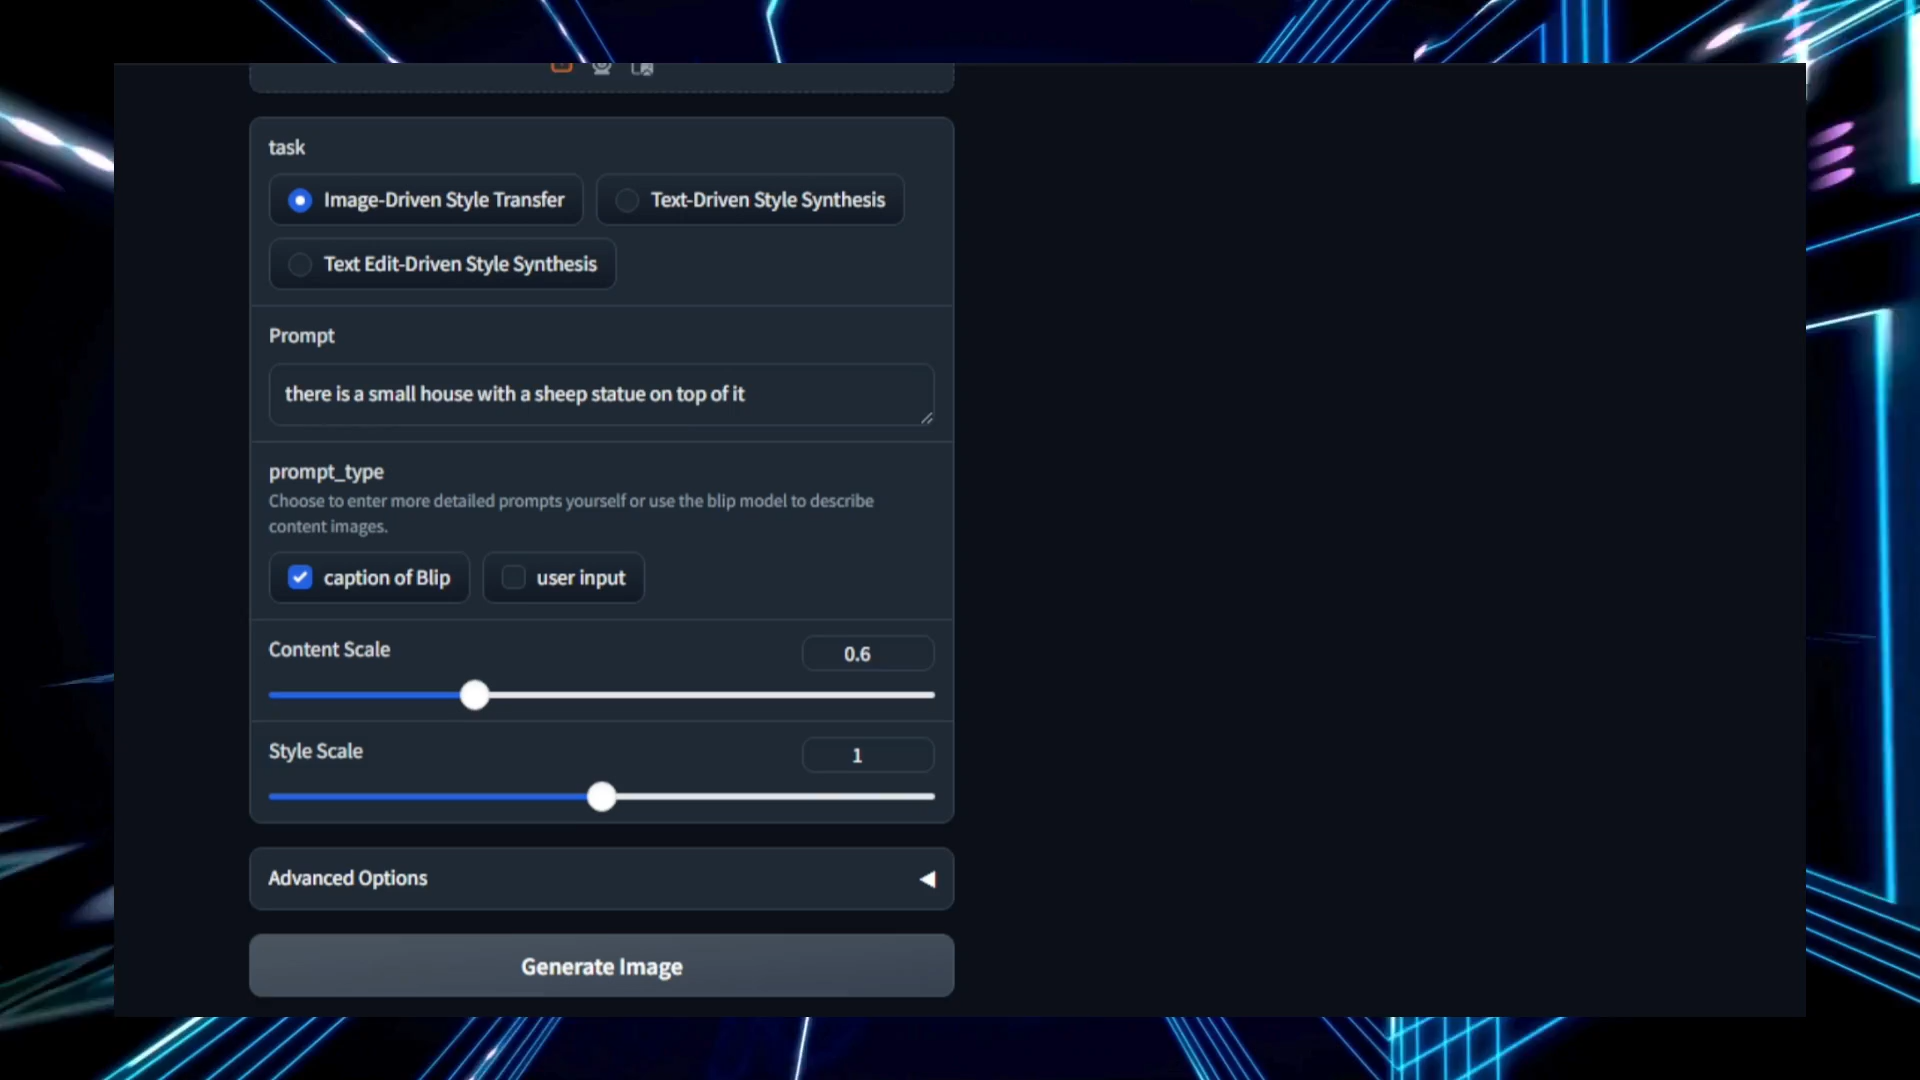 task
Image-Driven Style Transfer
Text-Driven Style Synthesis
Text Edit-Driven Style Synthesis
Prompt
there is a small house with a sheep statue on top of it
prompt_type
Choose to enter more detailed prompts yourself or use the blip model to describe
content images.
caption of Blip
user input
Content Scale
0.6
Style Scale
1
Advanced Options
Generate Image